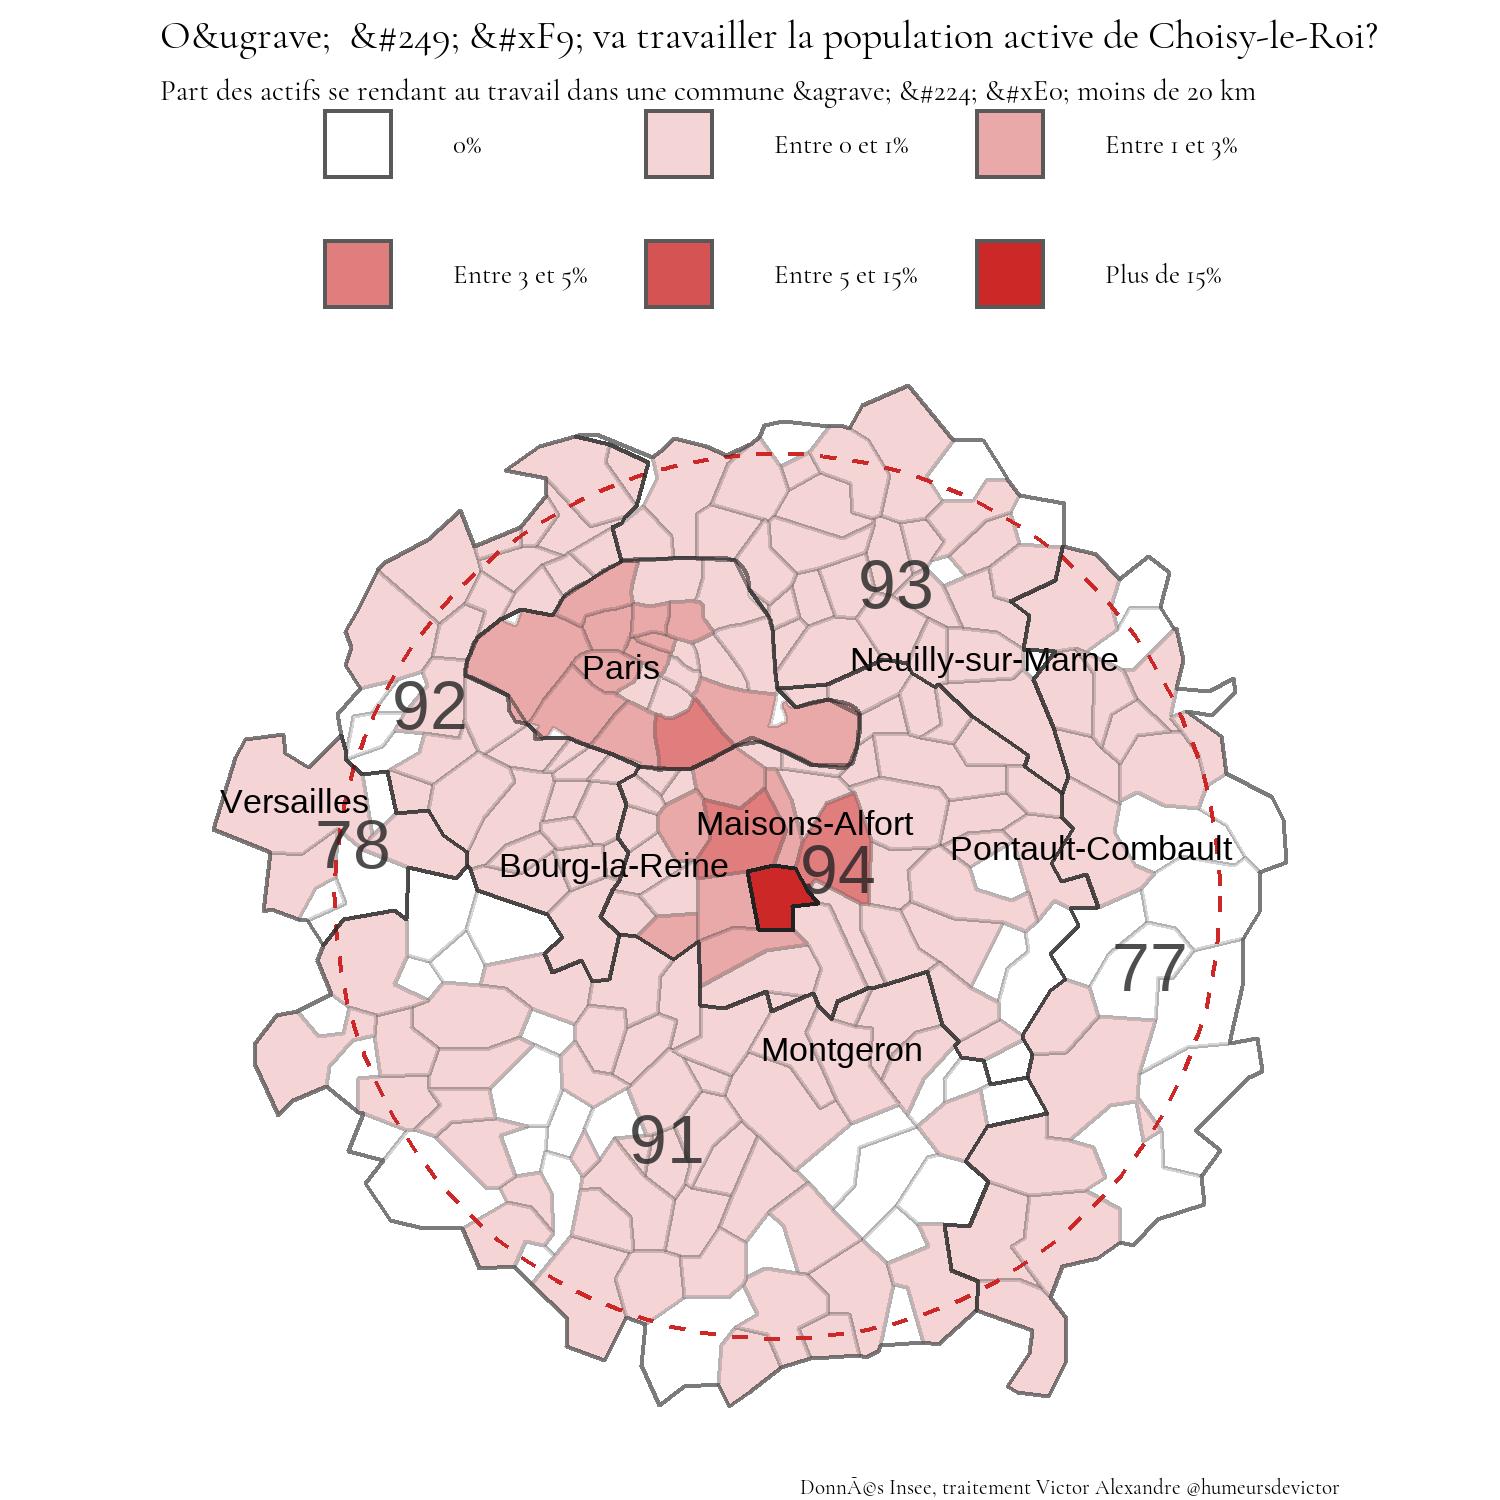 O&ugrave;  &#249; &#xF9; va travailler la population active de Choisy-le-Roi?
Part des actifs se rendant au travail dans une commune &agrave; &#224; &#xE0; moins de 20 km
0%
Entre 0 et 1%
Entre 1 et 3%
Entre 3 et 5%
Entre 5 et 15%
Plus de 15%
93
Neuilly-sur-Marne
Paris
92
Versailles
78
Maisons-Alfort
Bourg-la-Reine
94
Pontault-Combault
77
Montgeron
91
DonnÃ©s Insee, traitement Victor Alexandre @humeursdevictor